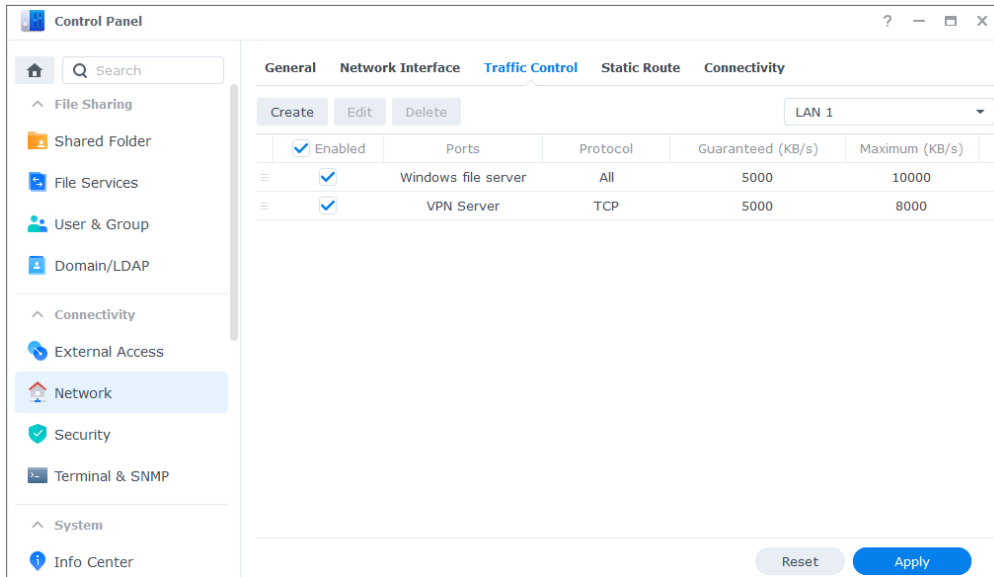 Control Panel
?
Search
General Network Interface Traffic Control Static Route Connectivity
File Sharing
Shared Folder
File Services
User & Group
Domain/LDAP
Connectivity
External Access
Network
Security
Terminal & SNMP
System
Info Center
Create Edit Delete LAN 1
Enabled Ports Protocol Guaranteed (KB/s) Maximum (KB/s)
Windows file server All 5000 10000
VPN Server TCP 5000 8000
Reset Apply